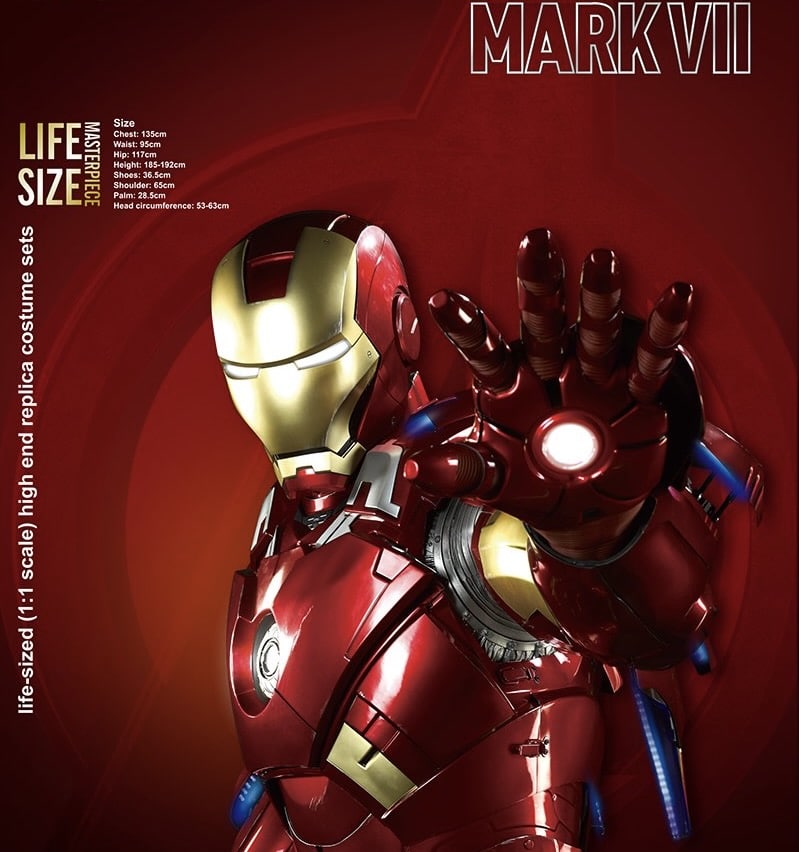 MARK VII
LIFE
SIZE
MASTERPIECE
Size
Chest: 135cm
Waist: 95cm
Hip: 117cm
Height: 185-192cm
Shoes: 36.5cm
Shoulder: 65cm
Palm: 28.5cm
Head circumference: 53-63cm
life-sized (1:1 scale) high end replica costume sets